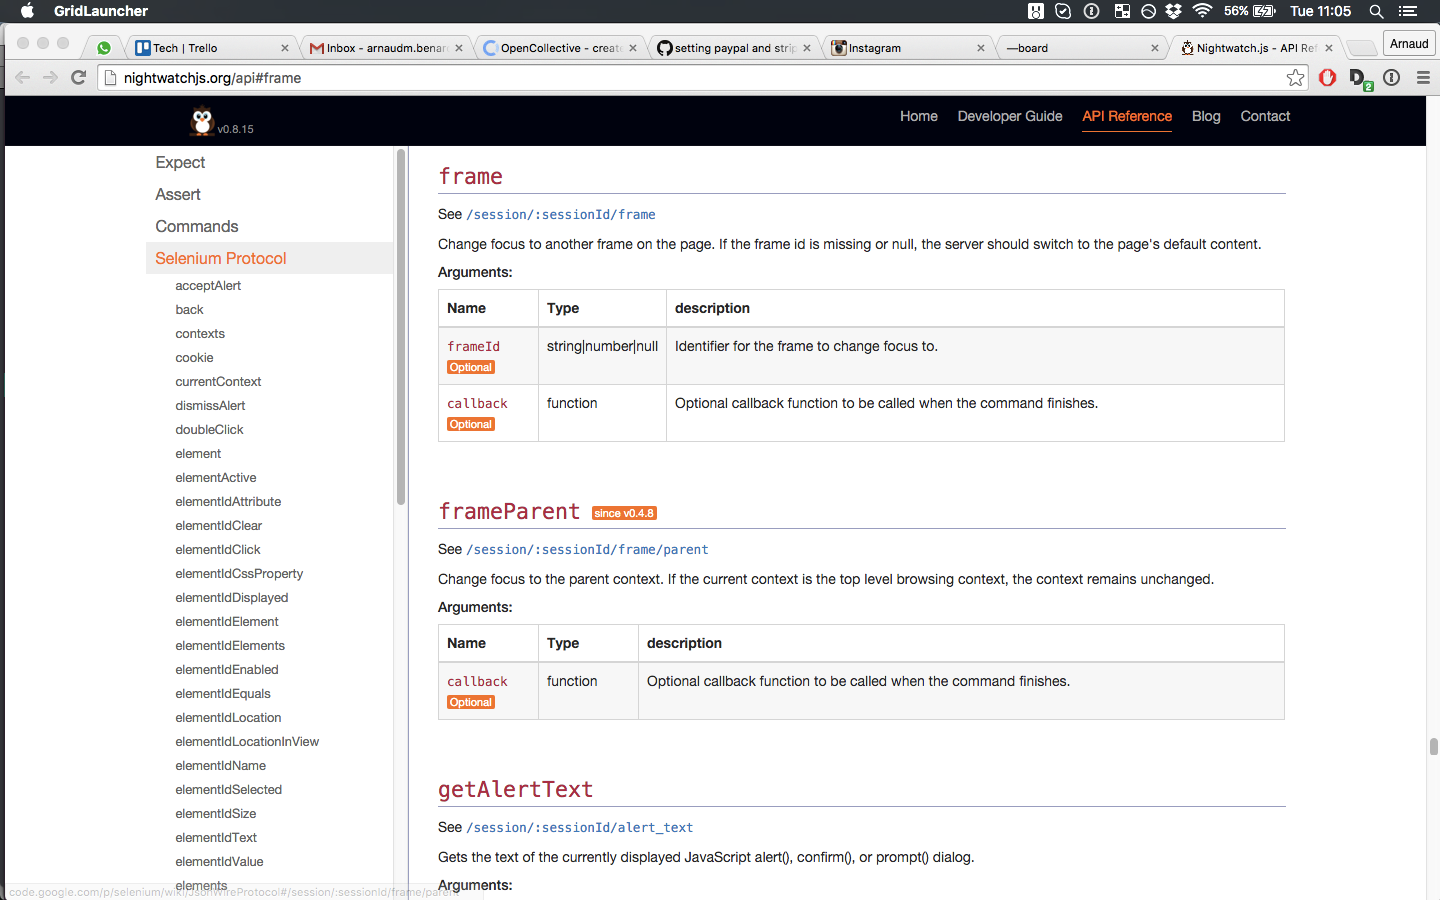 GridLauncher
56%
Tue 11:05
Tech | Trello
Inbox - arnaudm.benar
OpenCollective - create
setting paypal and strip
Instagram
—board
Nightwatch.js - API Ref
Arnaud
nightwatchjs.org/api#frame
2
v0.8.15
Home
Developer Guide
API Reference
Blog
Contact
Expect
Assert
Commands
Selenium Protocol
acceptAlert
back
contexts
cookie
currentContext
dismissAlert
doubleClick
element
elementActive
elementIdAttribute
elementIdClear
elementIdClick
elementIdCssProperty
elementIdDisplayed
elementIdElement
elementIdElements
elementIdEnabled
elementIdEquals
elementIdLocation
elementIdLocationInView
elementIdName
elementIdSelected
elementIdSize
elementIdText
elementIdValue
elements
code.google.com/p/selenium/wiki/JsonWireProtocol#/session/:sessionId/frame/parent
frame
See /session/:sessionId/frame
Change focus to another frame on the page. If the frame id is missing or null, the server should switch to the page's default content.
Arguments:
Name Type description
frameId string|number|null Identifier for the frame to change focus to.
Optional
callback function Optional callback function to be called when the command finishes.
Optional
frameParent since v0.4.8
See /session/:sessionId/frame/parent
Change focus to the parent context. If the current context is the top level browsing context, the context remains unchanged.
Arguments:
Name Type description
callback function Optional callback function to be called when the command finishes.
Optional
getAlertText
See /session/:sessionId/alert_text
Gets the text of the currently displayed JavaScript alert(), confirm(), or prompt() dialog.
Arguments: